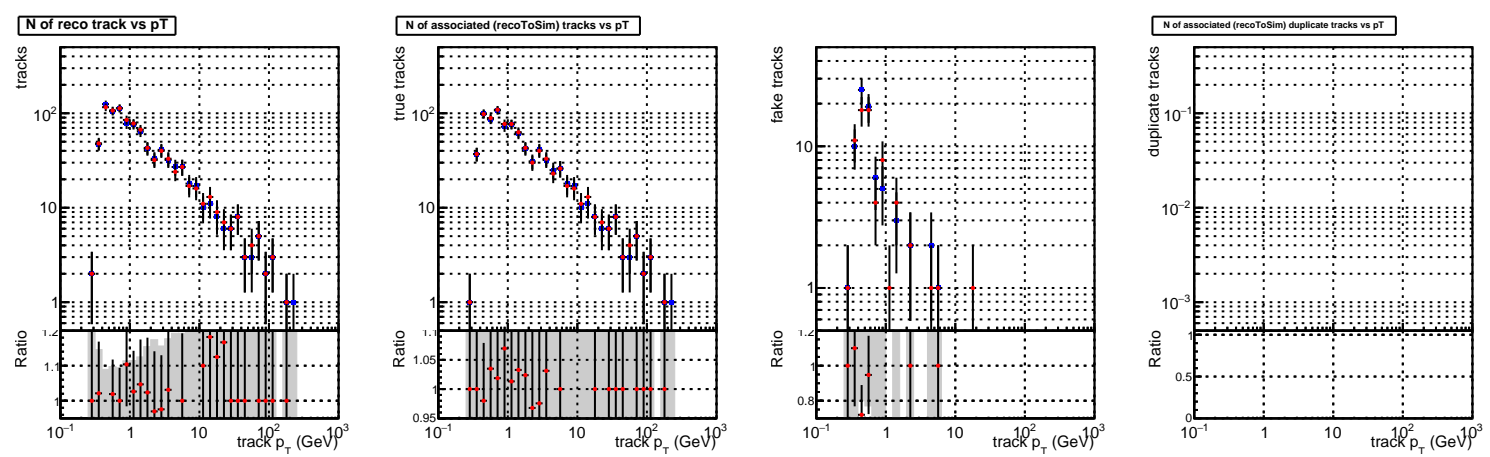 N of reco track vs pT
tracks
10²
10
1
Ratio
1.2
1.1
1
10⁻¹ 1 10 10² 10³
track p_T (GeV)
N of associated (recoToSim) tracks vs pT
true tracks
10²
10
1
Ratio
1.1
1.05
1
0.95
10⁻¹ 1 10 10² 10³
track p_T (GeV)
fake tracks
10
1
Ratio
1.2
1
0.8
10⁻¹ 1 10 10² 10³
track p_T (GeV)
N of associated (recoToSim) duplicate tracks vs pT
duplicate tracks
10⁻¹
10⁻²
10⁻³
Ratio
1
0.5
0
10⁻¹ 1 10 10² 10³
track p_T (GeV)